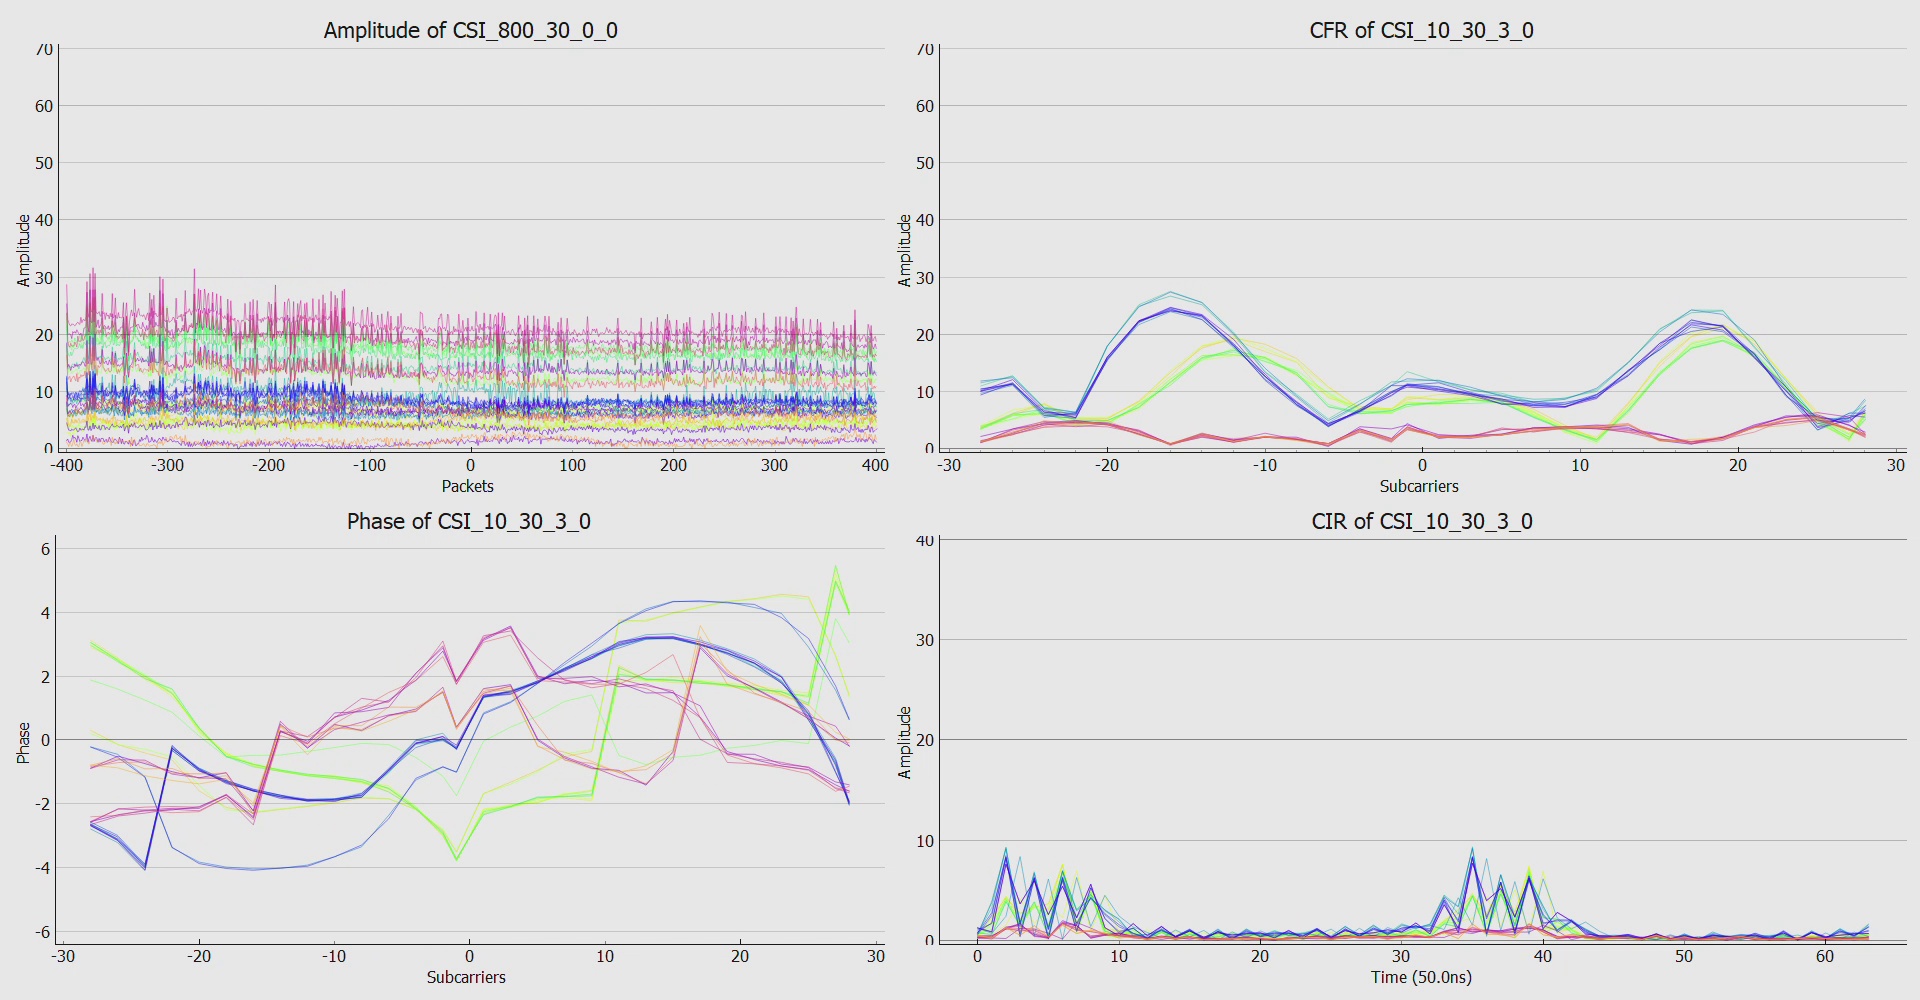 Amplitude of CSI_800_30_0_0
70
60
50
40
30
20
10
0
Amplitude
-400 -300 -200 -100 0 100 200 300 400
Packets
CFR of CSI_10_30_3_0
70
60
50
40
30
20
10
0
Amplitude
-30 -20 -10 0 10 20 30
Subcarriers
Phase of CSI_10_30_3_0
6
4
2
0
-2
-4
-6
Phase
-30 -20 -10 0 10 20 30
Subcarriers
CIR of CSI_10_30_3_0
40
30
20
10
0
Amplitude
0 10 20 30 40 50 60
Time (50.0ns)